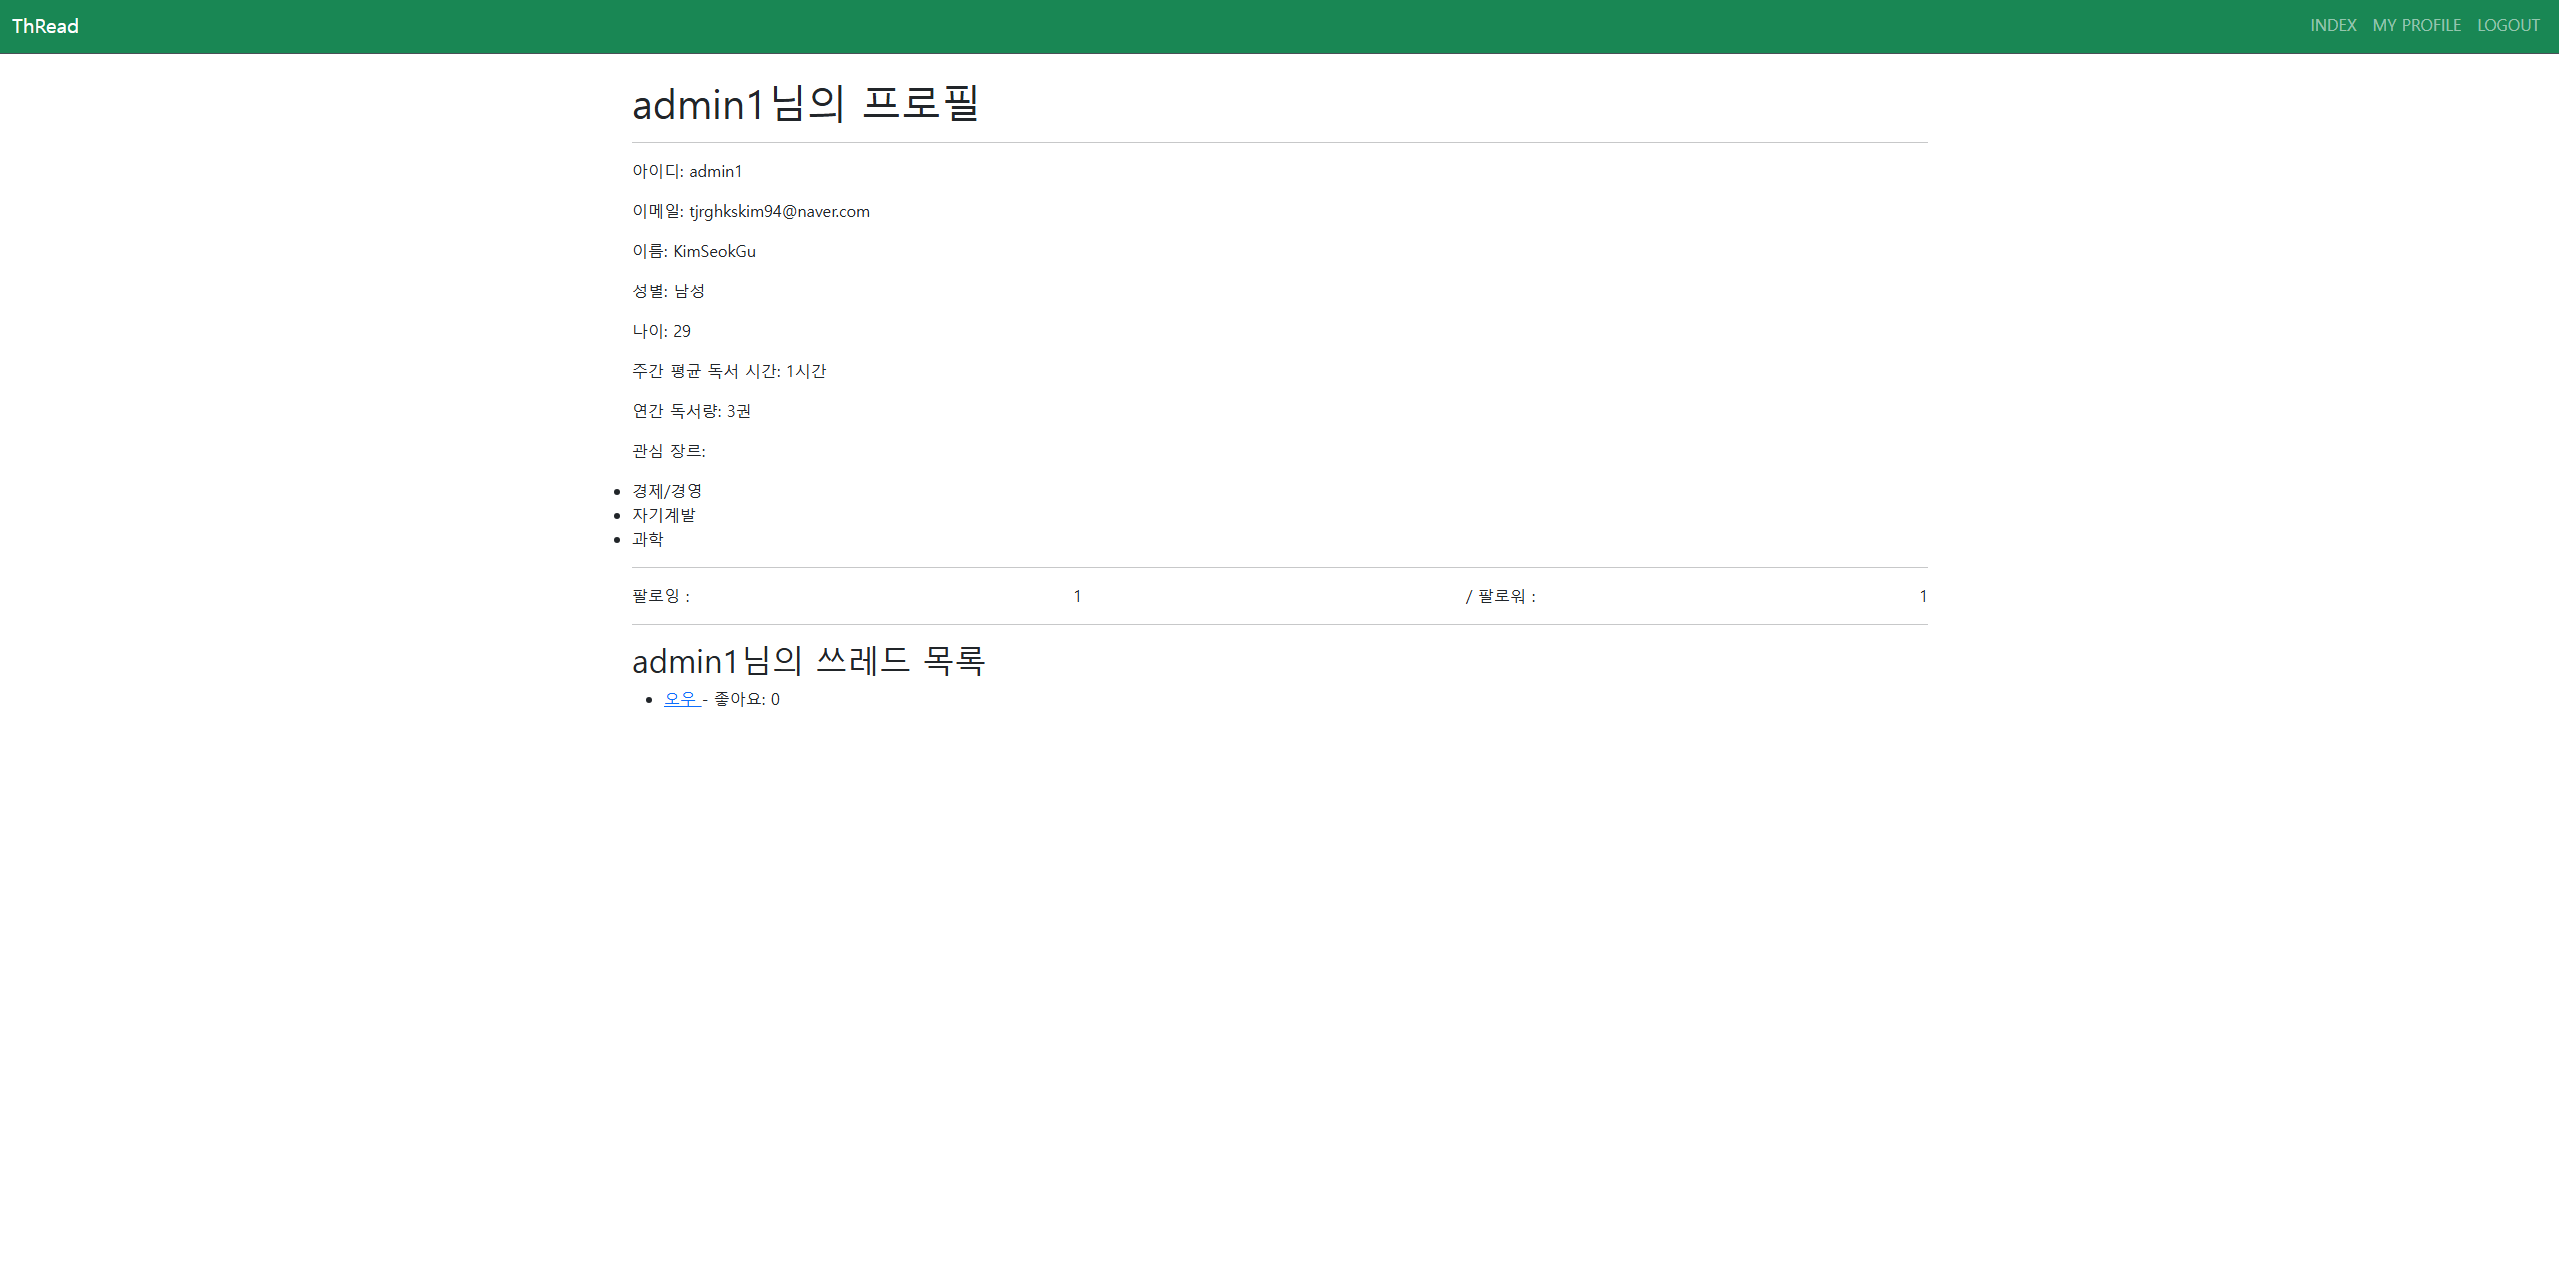 ThRead INDEX MY PROFILE LOGOUT
admin1님의 프로필
아이디: admin1
이메일: tjrghkskim94@naver.com
이름: KimSeokGu
성별: 남성
나이: 29
주간 평균 독서 시간: 1시간
연간 독서량: 3권
관심 장르:
경제/경영
자기계발
과학
팔로잉 : 1 / 팔로워 : 1
admin1님의 쓰레드 목록
오우 - 좋아요: 0